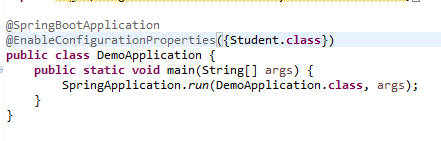 @SpringBootApplication
@EnableConfigurationProperties({Student.class})
public class DemoApplication {
    public static void main(String[] args) {
        SpringApplication.run(DemoApplication.class, args);
    }
}